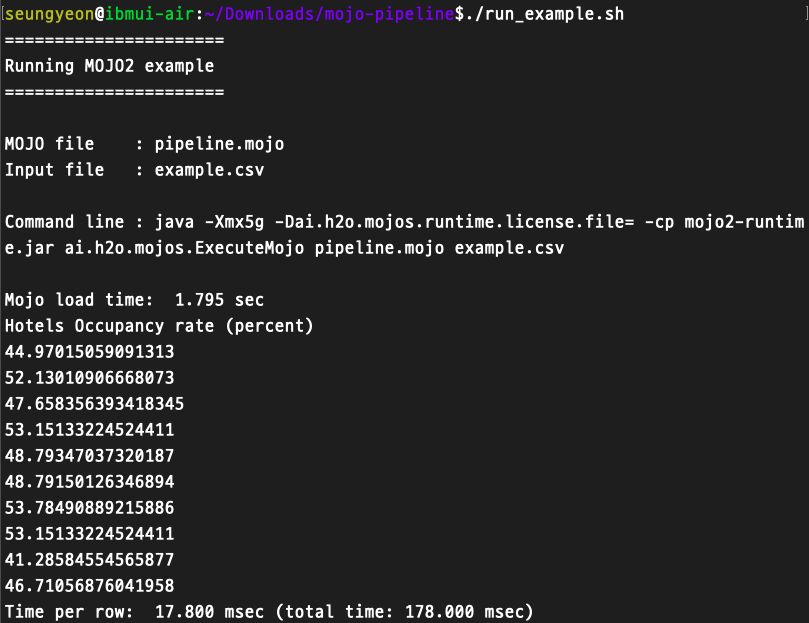 [seungyeon@ibmui-air:~/Downloads/mojo-pipeline$./run_example.sh ]
======================
Running MOJO2 example
======================
MOJO file    : pipeline.mojo
Input file   : example.csv
Command line : java -Xmx5g -Dai.h2o.mojos.runtime.license.file= -cp mojo2-runtim
e.jar ai.h2o.mojos.ExecuteMojo pipeline.mojo example.csv
Mojo load time:  1.795 sec
Hotels Occupancy rate (percent)
44.97015059091313
52.13010906668073
47.658356393418345
53.15133224524411
48.79347037320187
48.79150126346894
53.78490889215886
53.15133224524411
41.28584554565877
46.71056876041958
Time per row:  17.800 msec (total time: 178.000 msec)